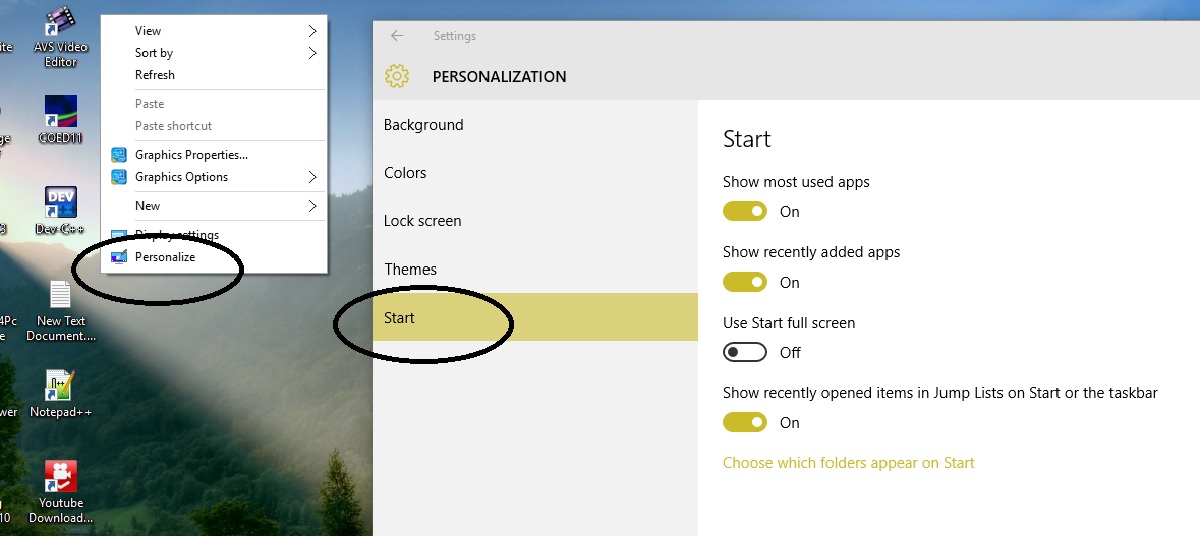 ite
AVS Video
Editor
ge
COED11
DEV
Dev-C++
New Text
Document....
4Pc
e
Notepad++
wer
Youtube
Download...
10
View
Sort by
Refresh
Paste
Paste shortcut
Graphics Properties...
Graphics Options
New
Display settings
Personalize
Settings
PERSONALIZATION
Background
Colors
Lock screen
Themes
Start
Start
Show most used apps
On
Show recently added apps
On
Use Start full screen
Off
Show recently opened items in Jump Lists on Start or the taskbar
On
Choose which folders appear on Start